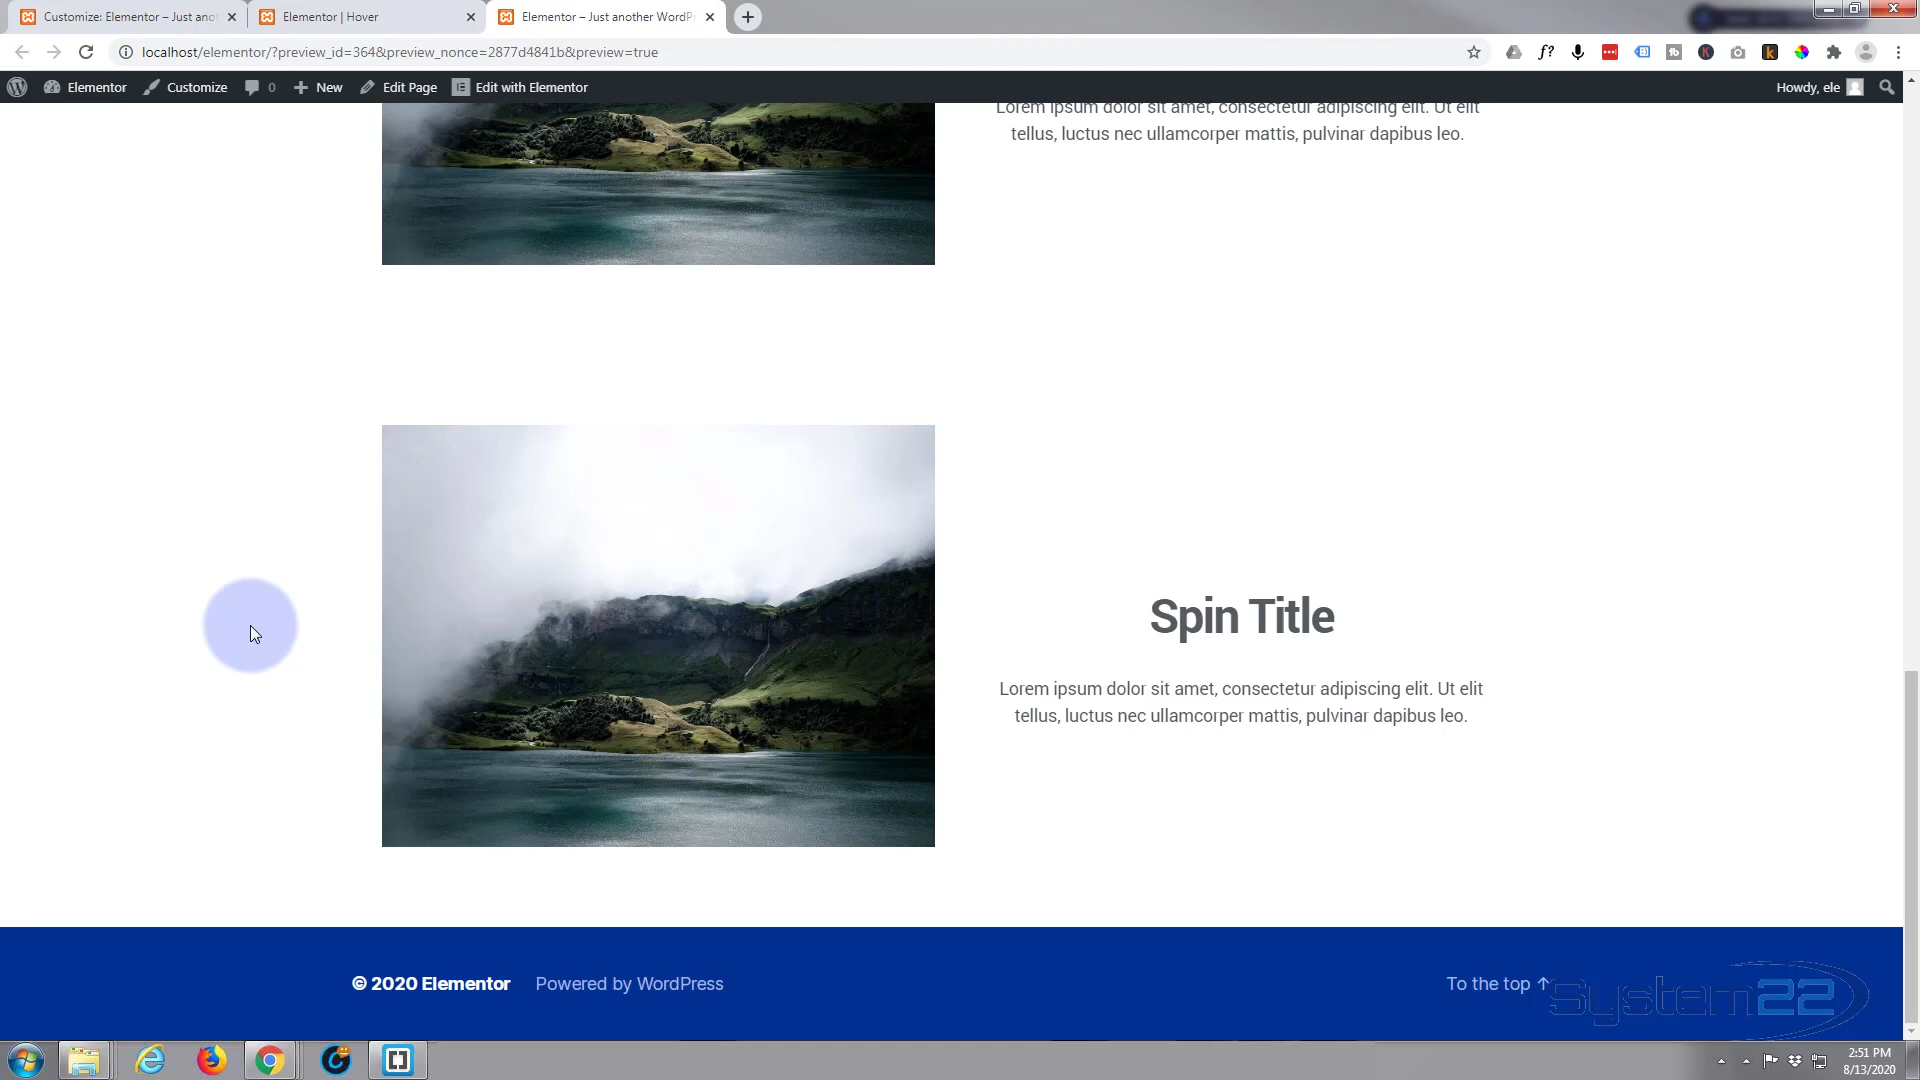 Customize: Elementor – Just anot
Elementor | Hover
Elementor – Just another WordPr
localhost/elementor/?preview_id=364&preview_nonce=2877d4841b&preview=true
Elementor
Customize
0
New
Edit Page
Edit with Elementor
Howdy, ele
Lorem ipsum dolor sit amet, consectetur adipiscing elit. Ut elit
tellus, luctus nec ullamcorper mattis, pulvinar dapibus leo.
Spin Title
Lorem ipsum dolor sit amet, consectetur adipiscing elit. Ut elit
tellus, luctus nec ullamcorper mattis, pulvinar dapibus leo.
© 2020 Elementor
Powered by WordPress
To the top ↑
System22
2:51 PM
8/13/2020